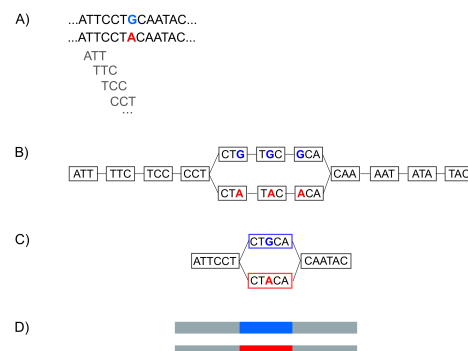 A)
...ATTCCTGCAATAC...
...ATTCCTACAATAC...
ATT
TTC
TCC
CCT
...
B)
CTG TGC GCA
ATT TTC TCC CCT CAA AAT ATA TAC
CTA TAC ACA
C)
CTGCA
ATTCCT CAATAC
CTACA
D)